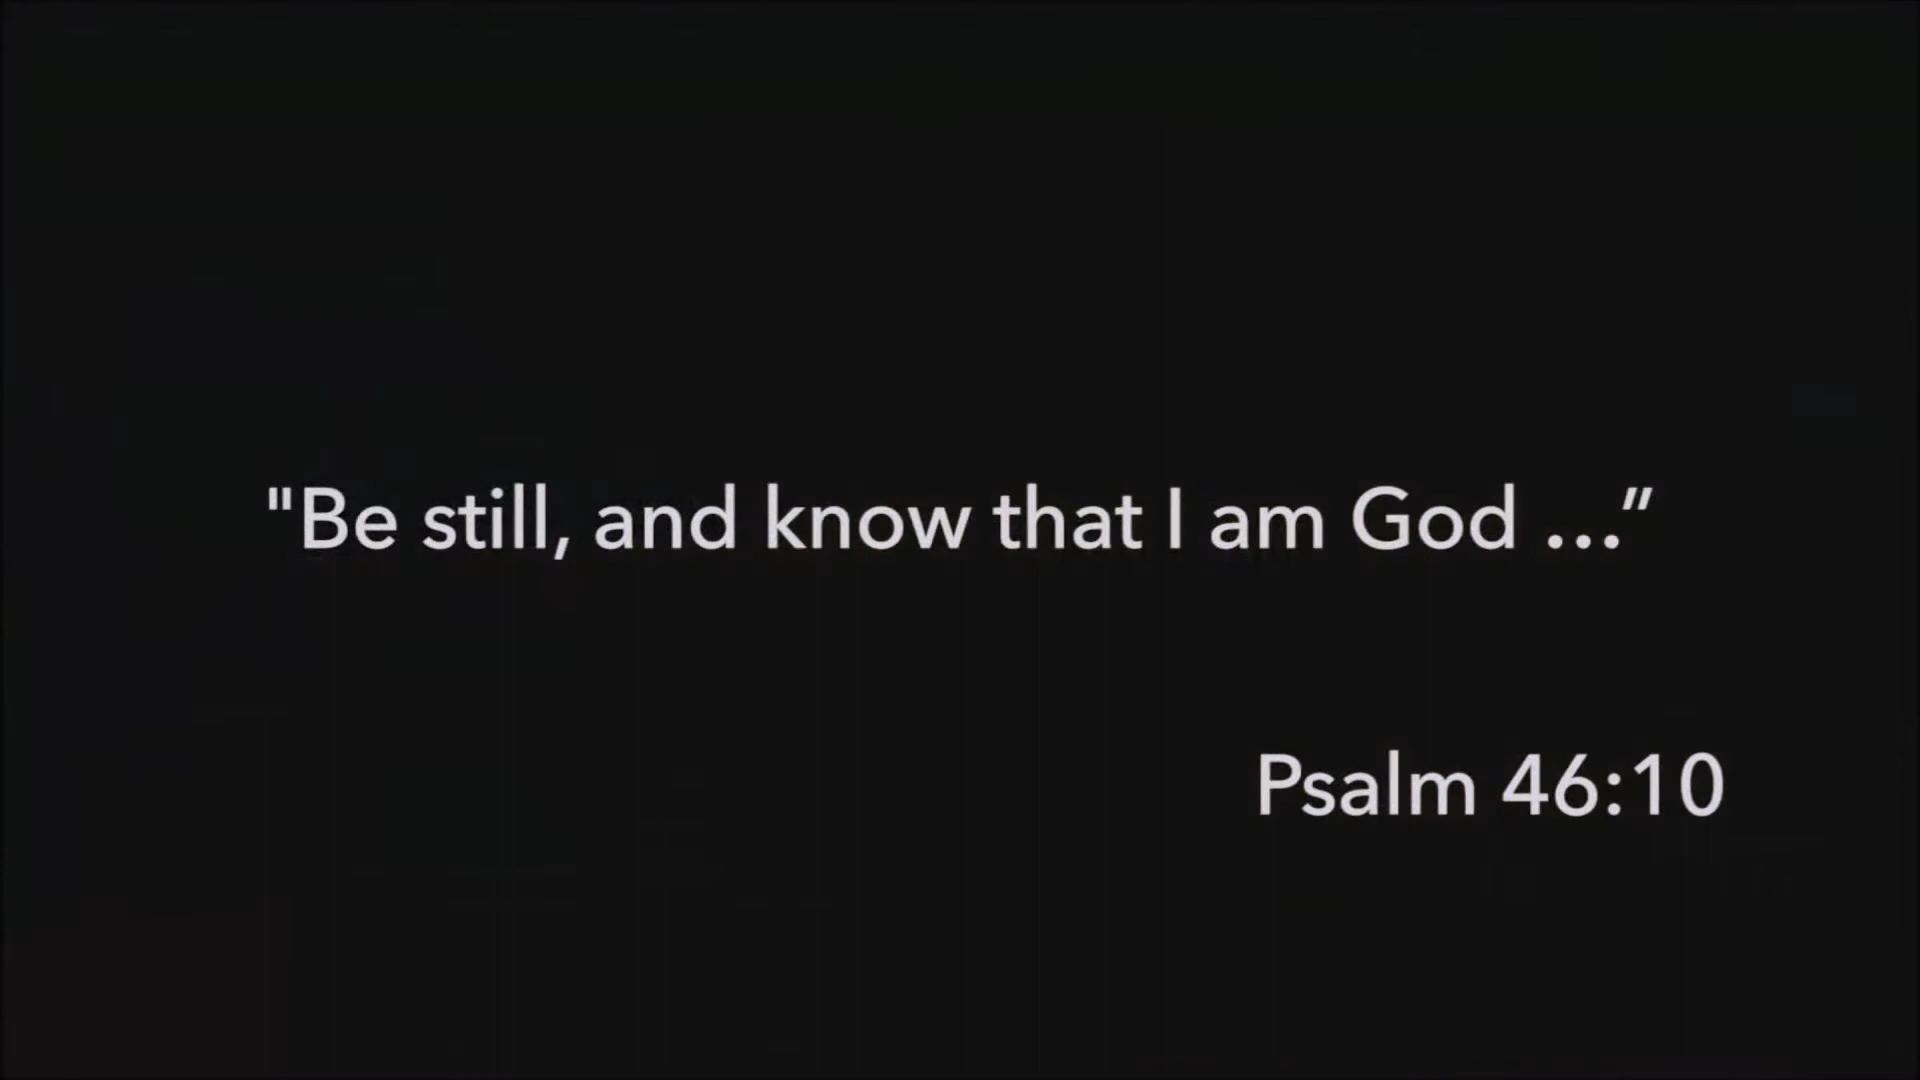 "Be still, and know that I am God ...”
Psalm 46:10